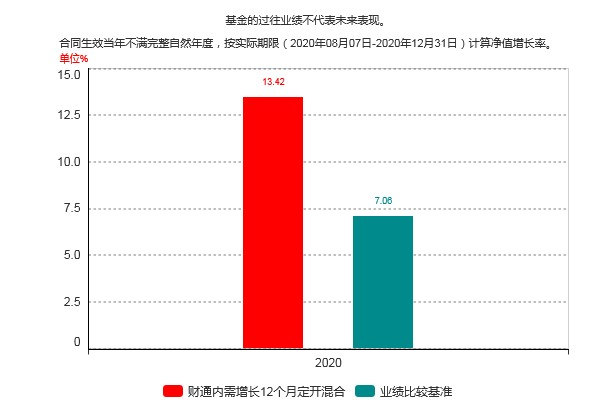 基金的过往业绩不代表未来表现。
合同生效当年不满完整自然年度，按实际期限（2020年08月07日-2020年12月31日）计算净值增长率。
单位%
15.0
13.42
12.5
10.0
7.5
7.06
5.0
2.5
0
2020
财通内需增长12个月定开混合 业绩比较基准